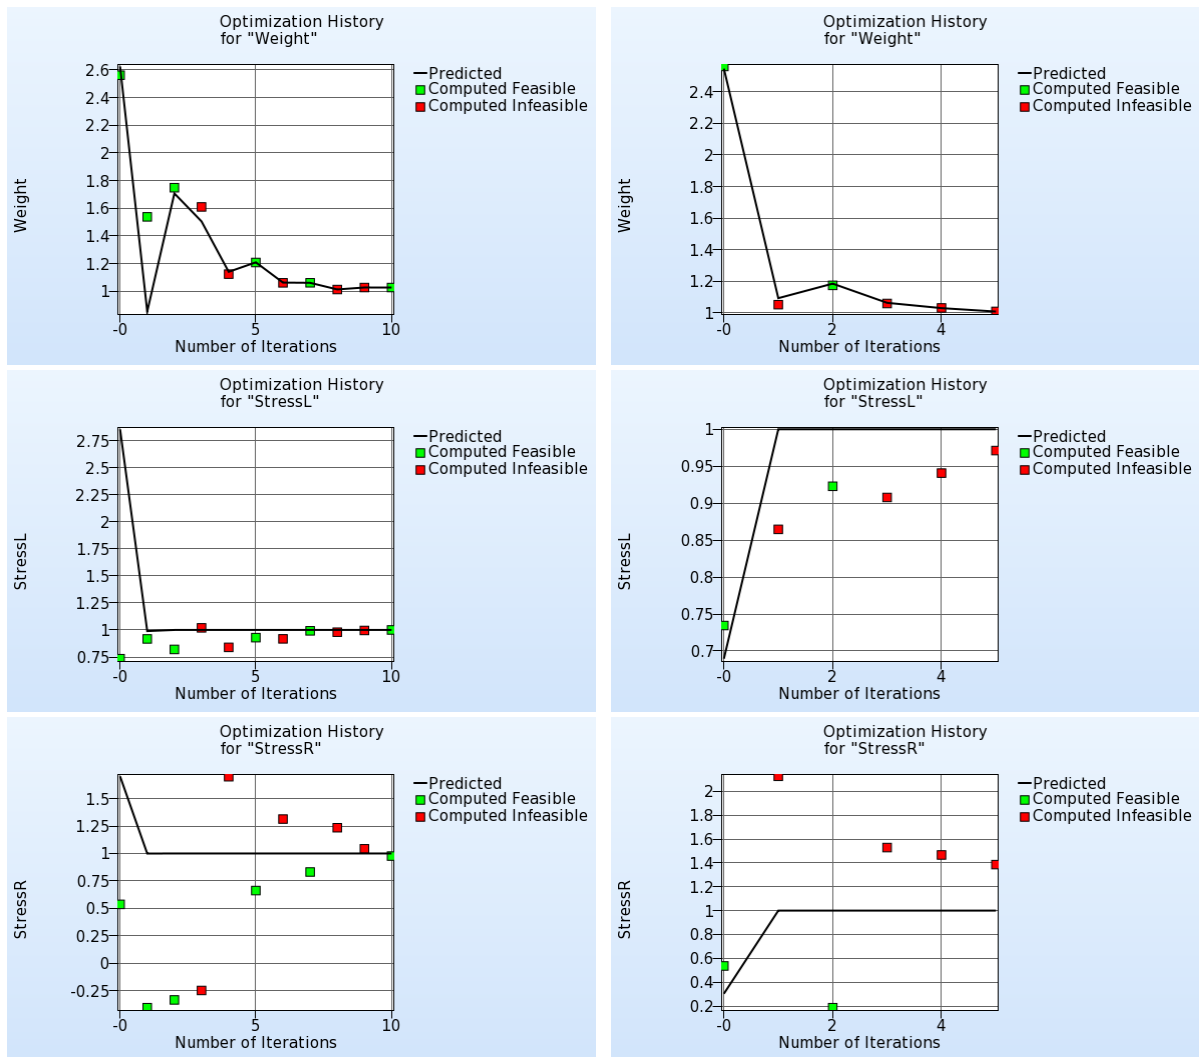 Optimization History
for "Weight"
Predicted
Computed Feasible
Computed Infeasible
Weight
2.6
2.4
2.2
2
1.8
1.6
1.4
1.2
1
-0
5
10
Number of Iterations
Optimization History
for "Weight"
Predicted
Computed Feasible
Computed Infeasible
Weight
2.4
2.2
2
1.8
1.6
1.4
1.2
1
-0
2
4
Number of Iterations
Optimization History
for "StressL"
Predicted
Computed Feasible
Computed Infeasible
StressL
2.75
2.5
2.25
2
1.75
1.5
1.25
1
0.75
-0
5
10
Number of Iterations
Optimization History
for "StressL"
Predicted
Computed Feasible
Computed Infeasible
StressL
1
0.95
0.9
0.85
0.8
0.75
0.7
-0
2
4
Number of Iterations
Optimization History
for "StressR"
Predicted
Computed Feasible
Computed Infeasible
StressR
1.5
1.25
1
0.75
0.5
0.25
0
-0.25
-0
5
10
Number of Iterations
Optimization History
for "StressR"
Predicted
Computed Feasible
Computed Infeasible
StressR
2
1.8
1.6
1.4
1.2
1
0.8
0.6
0.4
0.2
-0
2
4
Number of Iterations